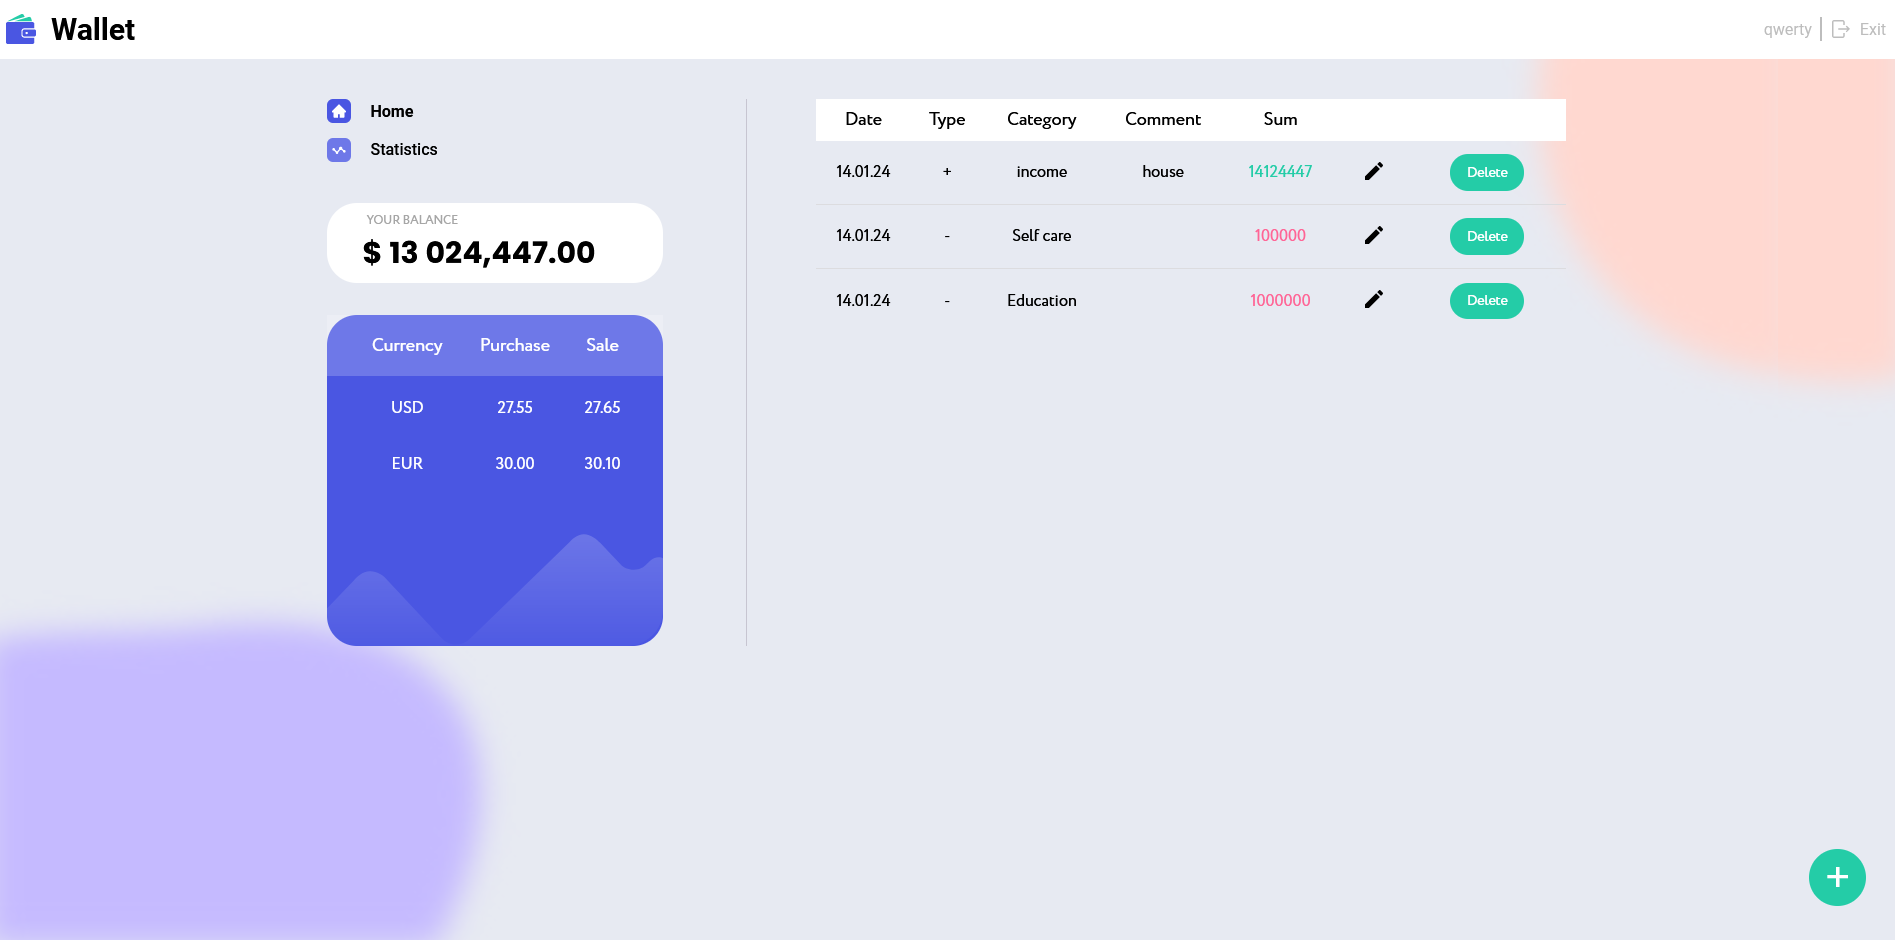 Wallet
qwerty Exit
Home
Statistics
YOUR BALANCE
$ 13 024,447.00
Currency Purchase Sale
USD 27.55 27.65
EUR 30.00 30.10
Date Type Category Comment Sum
14.01.24 + income house 14124447 Delete
14.01.24 - Self care 100000 Delete
14.01.24 - Education 1000000 Delete